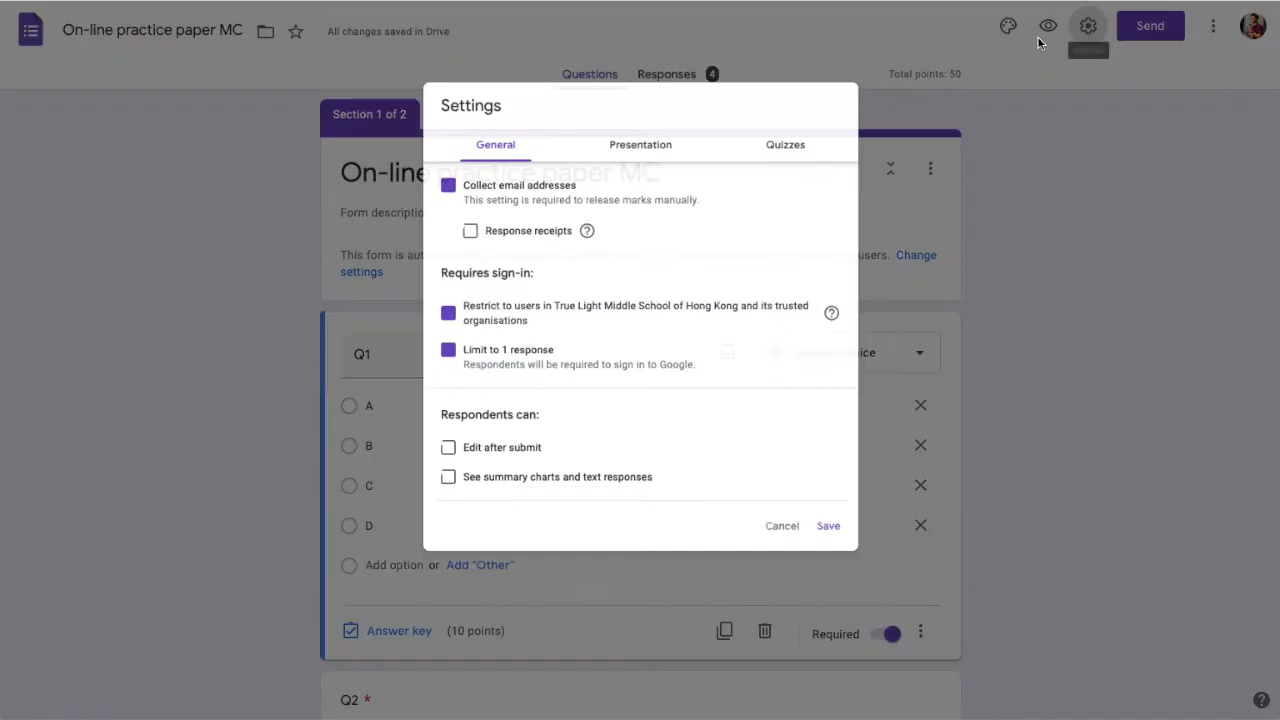 On-line practice paper MC
All changes saved in Drive
Send
Questions
Responses 4
Total points: 50
Section 1 of 2
Settings
General
Presentation
Quizzes
On-line practice paper MC
Form descriptio
This form is aut
users. Change
settings
Collect email addresses
This setting is required to release marks manually.
Response receipts
Requires sign-in:
Restrict to users in True Light Middle School of Hong Kong and its trusted
organisations
Limit to 1 response
Respondents will be required to sign in to Google.
Respondents can:
Edit after submit
See summary charts and text responses
Cancel
Save
Q1
A
B
C
D
Add option or Add "Other"
Answer key (10 points)
Required
Q2 *